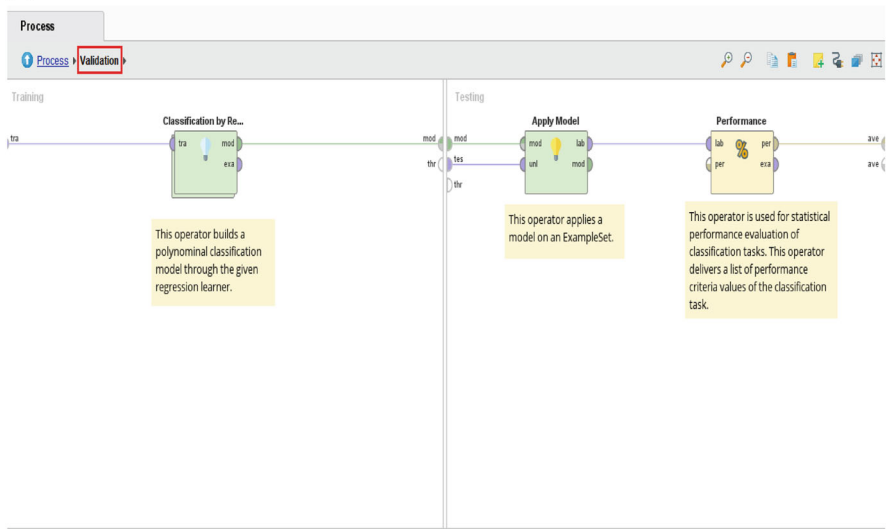 Process
Process Validation
Training
Testing
Classification by Re...
Apply Model
Performance
tra
tra
mod
exa
mod
thr
mod
tes
thr
mod
unl
lab
mod
lab
per
per
exa
ave
ave
This operator builds a
polynominal classification
model through the given
regression learner.
This operator applies a
model on an ExampleSet.
This operator is used for statistical
performance evaluation of
classification tasks. This operator
delivers a list of performance
criteria values of the classification
task.